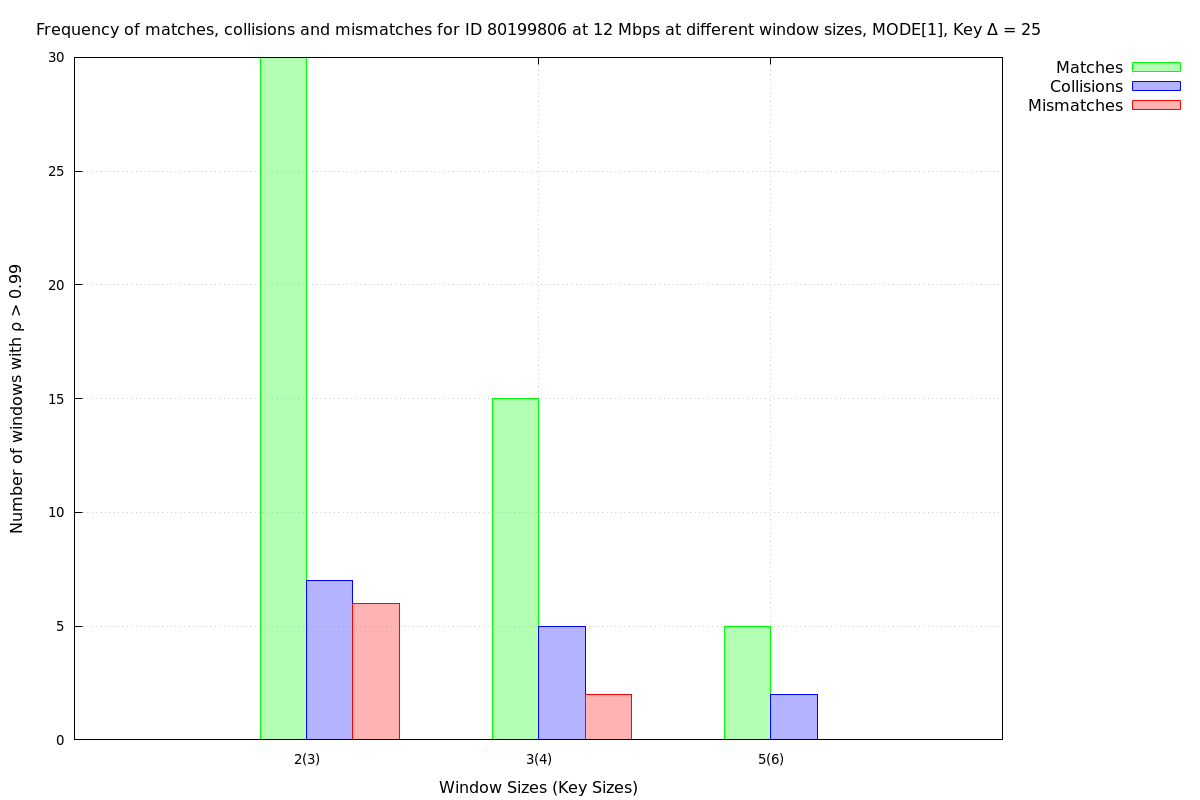 Frequency of matches, collisions and mismatches for ID 80199806 at 12 Mbps at different window sizes, MODE[1], Key Δ = 25
Matches
Collisions
Mismatches
Number of windows with ρ > 0.99
30
25
20
15
10
5
0
2(3)
3(4)
5(6)
Window Sizes (Key Sizes)